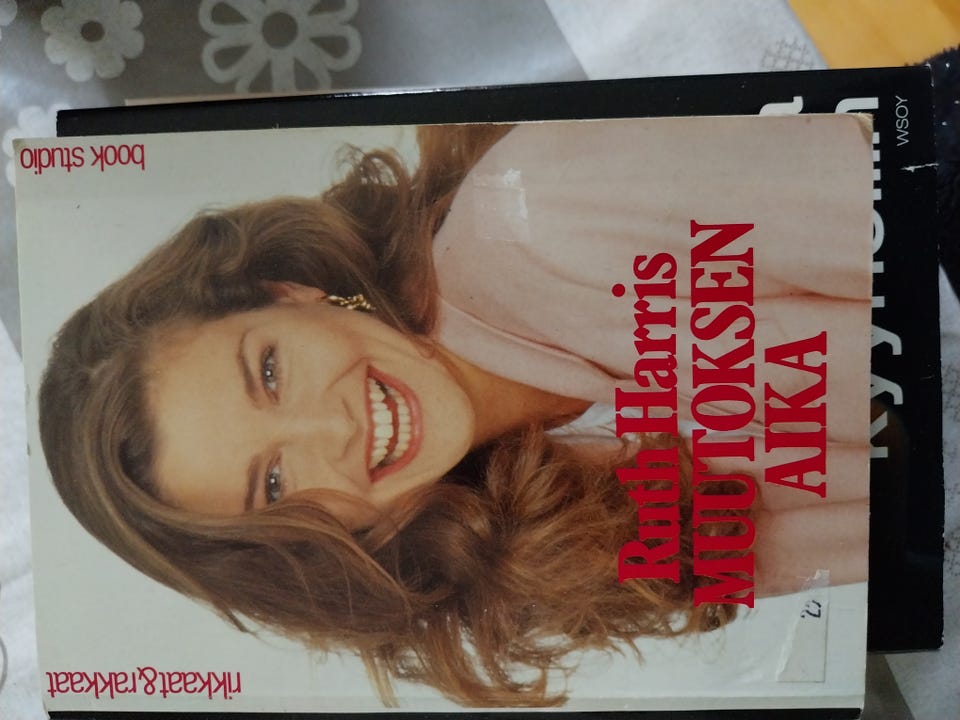 rikkaat&rakkaat
book studio
Ruth Harris
MUUTOKSEN
AIKA
WSOY